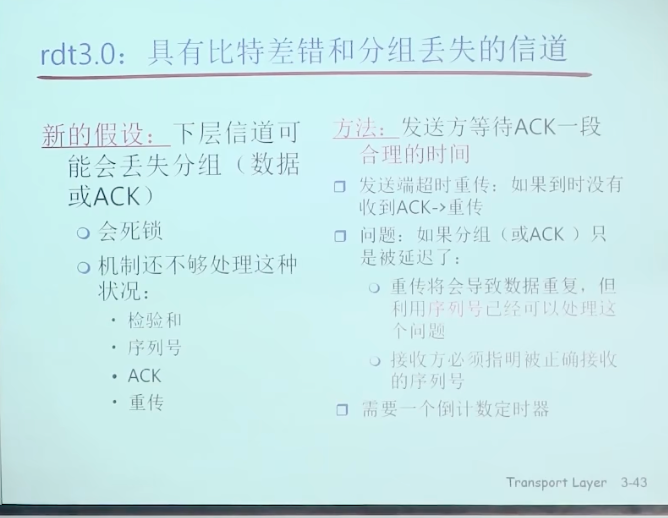 rdt3.0：具有比特差错和分组丢失的信道
新的假设：下层信道可
能会丢失分组（数据
或ACK）
会死锁
机制还不够处理这种
状况：
• 检验和
• 序列号
• ACK
• 重传
方法：发送方等待ACK一段
合理的时间
发送端超时重传：如果到时没有
收到ACK->重传
问题：如果分组（或ACK ）只
是被延迟了：
重传将会导致数据重复，但
利用序列号已经可以处理这
个问题
接收方必须指明被正确接收
的序列号
需要一个倒计数定时器
Transport Layer 3-43